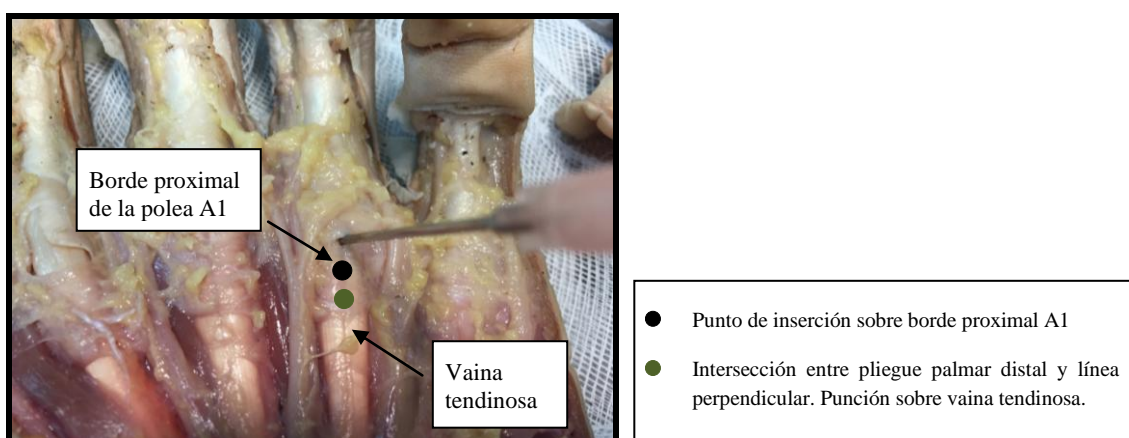 Borde proximal
de la polea A1
Vaina
tendinosa
Punto de inserción sobre borde proximal A1
Intersección entre pliegue palmar distal y línea
perpendicular. Punción sobre vaina tendinosa.